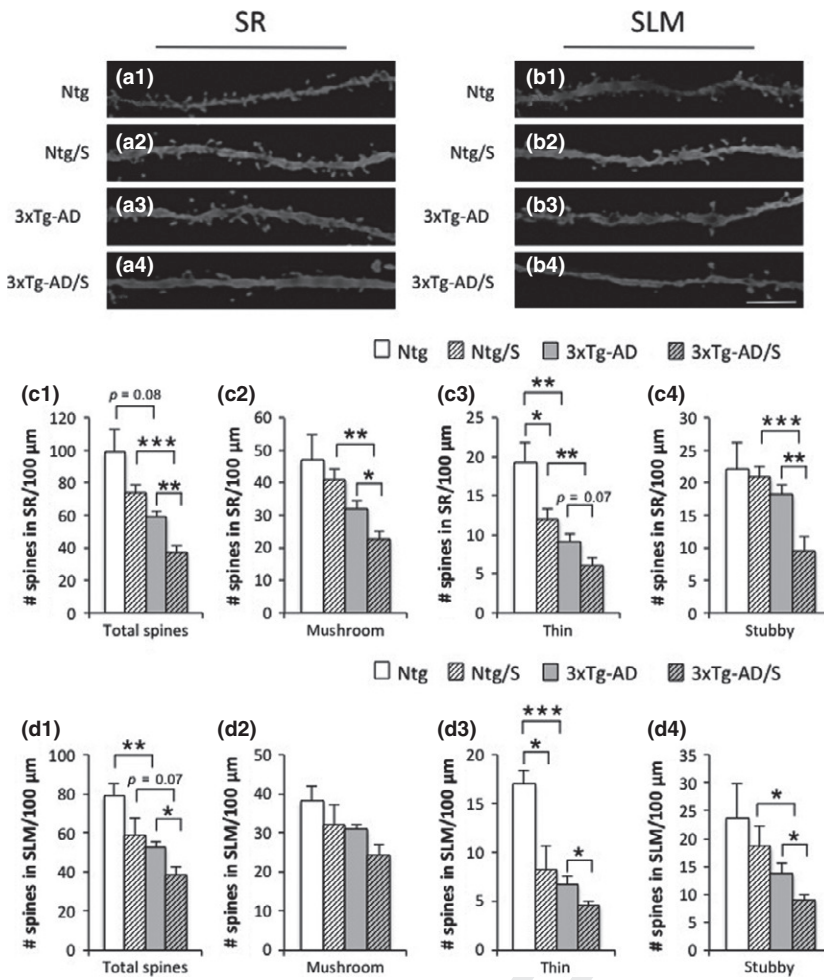 SR SLM
Ntg (a1) Ntg (b1)
Ntg/S (a2) Ntg/S (b2)
3xTg-AD (a3) 3xTg-AD (b3)
3xTg-AD/S (a4) 3xTg-AD/S (b4)
Ntg Ntg/S 3xTg-AD 3xTg-AD/S
(c1)
# spines in SR/100 µm
120
100
80
60
40
20
0
p = 0.08
***
**
Total spines
(c2)
# spines in SR/100 µm
60
50
40
30
20
10
0
**
*
Mushroom
(c3)
# spines in SR/100 µm
25
20
15
10
5
0
**
*
**
p = 0.07
Thin
(c4)
# spines in SR/100 µm
30
25
20
15
10
5
0
***
**
Stubby
Ntg Ntg/S 3xTg-AD 3xTg-AD/S
(d1)
# spines in SLM/100 µm
100
80
60
40
20
0
**
p = 0.07
*
Total spines
(d2)
# spines in SLM/100 µm
50
40
30
20
10
0
Mushroom
(d3)
# spines in SLM/100 µm
20
15
10
5
0
***
*
*
Thin
(d4)
# spines in SLM/100 µm
35
30
25
20
15
10
5
0
*
*
Stubby